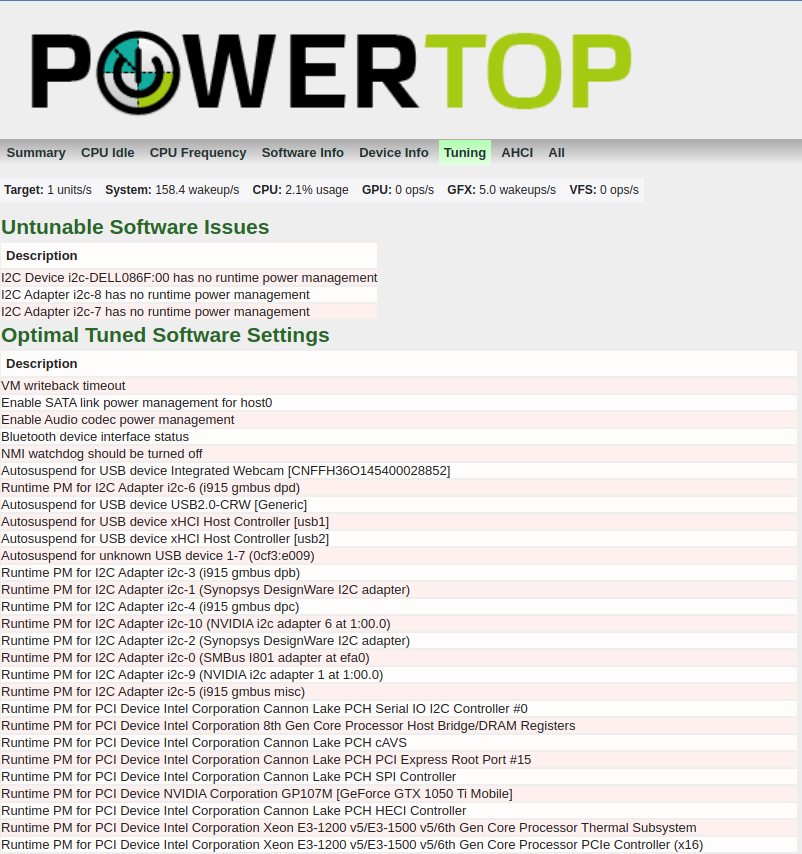 POWERTOP
Summary CPU Idle CPU Frequency Software Info Device Info Tuning AHCI All
Target: 1 units/s System: 158.4 wakeup/s CPU: 2.1% usage GPU: 0 ops/s GFX: 5.0 wakeups/s VFS: 0 ops/s
Untunable Software Issues
Description
I2C Device i2c-DELL086F:00 has no runtime power management
I2C Adapter i2c-8 has no runtime power management
I2C Adapter i2c-7 has no runtime power management
Optimal Tuned Software Settings
Description
VM writeback timeout
Enable SATA link power management for host0
Enable Audio codec power management
Bluetooth device interface status
NMI watchdog should be turned off
Autosuspend for USB device Integrated Webcam [CNFFH36O145400028852]
Runtime PM for I2C Adapter i2c-6 (i915 gmbus dpd)
Autosuspend for USB device USB2.0-CRW [Generic]
Autosuspend for USB device xHCI Host Controller [usb1]
Autosuspend for USB device xHCI Host Controller [usb2]
Autosuspend for unknown USB device 1-7 (0cf3:e009)
Runtime PM for I2C Adapter i2c-3 (i915 gmbus dpb)
Runtime PM for I2C Adapter i2c-1 (Synopsys DesignWare I2C adapter)
Runtime PM for I2C Adapter i2c-4 (i915 gmbus dpc)
Runtime PM for I2C Adapter i2c-10 (NVIDIA i2c adapter 6 at 1:00.0)
Runtime PM for I2C Adapter i2c-2 (Synopsys DesignWare I2C adapter)
Runtime PM for I2C Adapter i2c-0 (SMBus I801 adapter at efa0)
Runtime PM for I2C Adapter i2c-9 (NVIDIA i2c adapter 1 at 1:00.0)
Runtime PM for I2C Adapter i2c-5 (i915 gmbus misc)
Runtime PM for PCI Device Intel Corporation Cannon Lake PCH Serial IO I2C Controller #0
Runtime PM for PCI Device Intel Corporation 8th Gen Core Processor Host Bridge/DRAM Registers
Runtime PM for PCI Device Intel Corporation Cannon Lake PCH cAVS
Runtime PM for PCI Device Intel Corporation Cannon Lake PCH PCI Express Root Port #15
Runtime PM for PCI Device Intel Corporation Cannon Lake PCH SPI Controller
Runtime PM for PCI Device NVIDIA Corporation GP107M [GeForce GTX 1050 Ti Mobile]
Runtime PM for PCI Device Intel Corporation Cannon Lake PCH HECI Controller
Runtime PM for PCI Device Intel Corporation Xeon E3-1200 v5/E3-1500 v5/6th Gen Core Processor Thermal Subsystem
Runtime PM for PCI Device Intel Corporation Xeon E3-1200 v5/E3-1500 v5/6th Gen Core Processor PCIe Controller (x16)